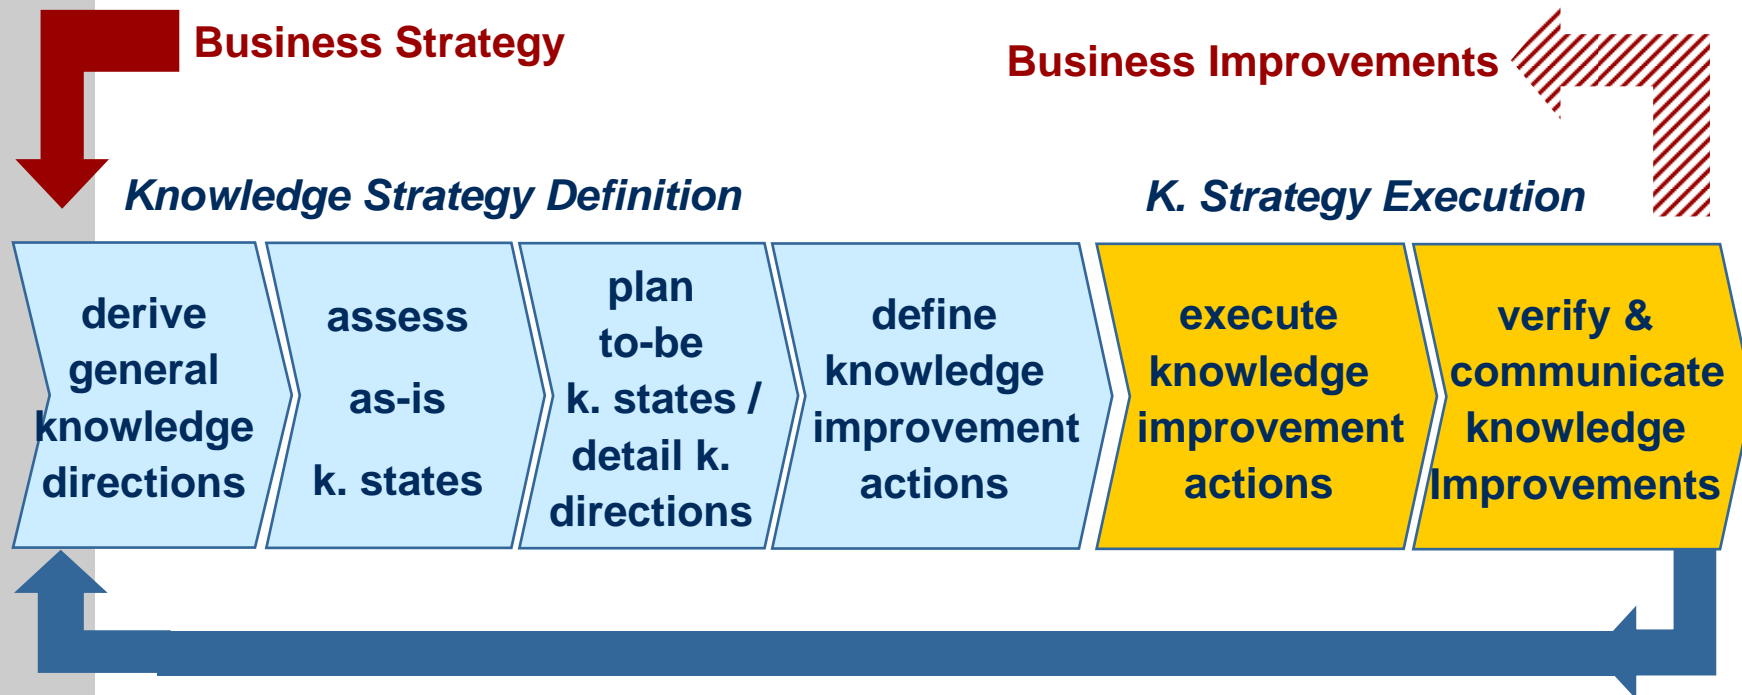 Business Strategy
Business Improvements
Knowledge Strategy Definition
K. Strategy Execution
derive
general
knowledge
directions
assess
as-is
k. states
plan
to-be
k. states /
detail k.
directions
define
knowledge
improvement
actions
execute
knowledge
improvement
actions
verify &
communicate
knowledge
Improvements